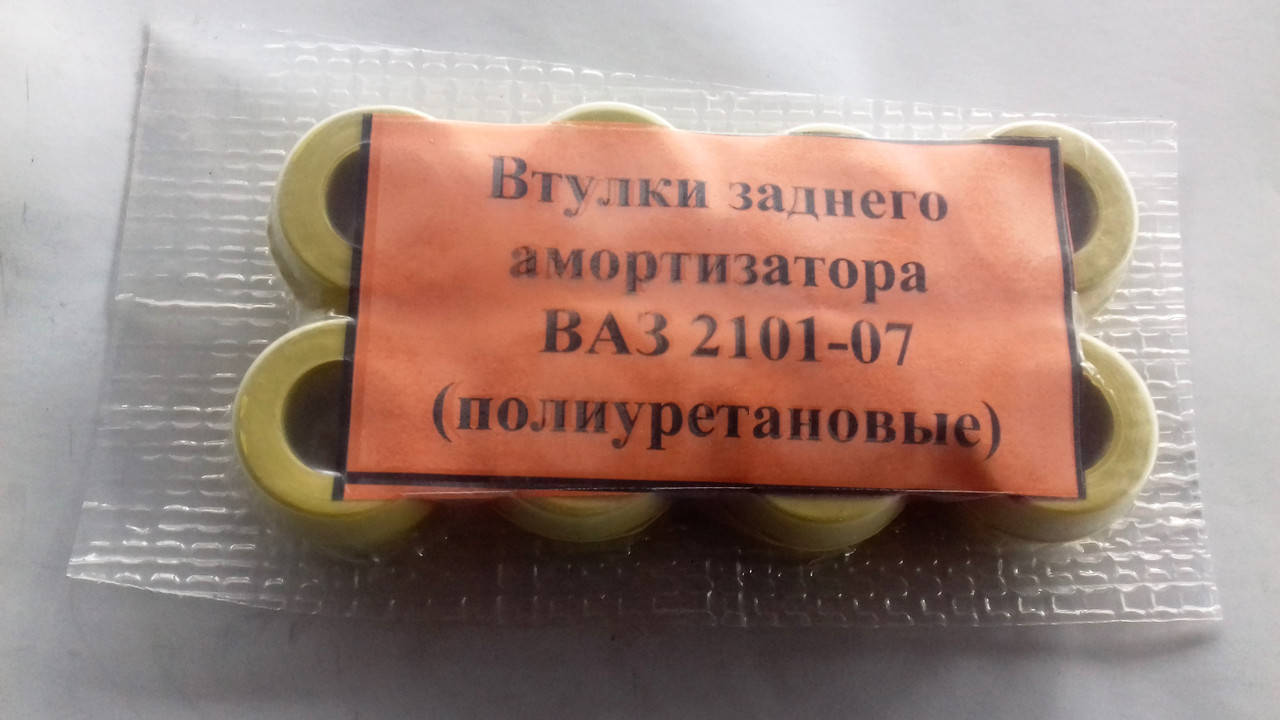 Втулки заднего
амортизатора
ВАЗ 2101-07
(полиуретановые)